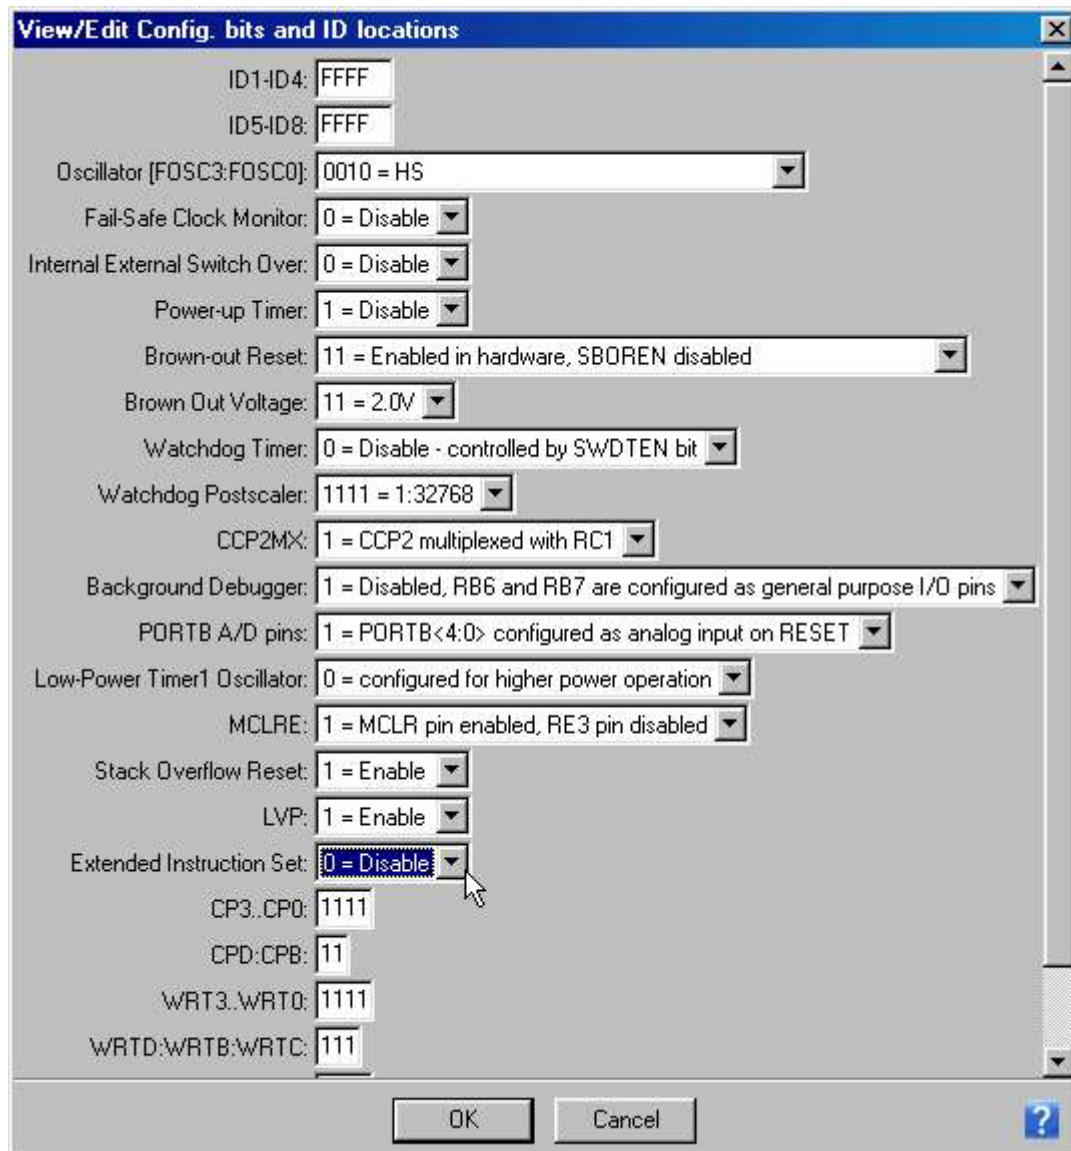 View/Edit Config. bits and ID locations
ID1-ID4: FFFF
ID5-ID8: FFFF
Oscillator [FOSC3:FOSC0]: 0010 = HS
Fail-Safe Clock Monitor: 0 = Disable
Internal External Switch Over: 0 = Disable
Power-up Timer: 1 = Disable
Brown-out Reset: 11 = Enabled in hardware, SBOREN disabled
Brown Out Voltage: 11 = 2.0V
Watchdog Timer: 0 = Disable - controlled by SWDTEN bit
Watchdog Postscaler: 1111 = 1:32768
CCP2MX: 1 = CCP2 multiplexed with RC1
Background Debugger: 1 = Disabled, RB6 and RB7 are configured as general purpose I/O pins
PORTB A/D pins: 1 = PORTB<4:0> configured as analog input on RESET
Low-Power Timer1 Oscillator: 0 = configured for higher power operation
MCLRE: 1 = MCLR pin enabled, RE3 pin disabled
Stack Overflow Reset: 1 = Enable
LVP: 1 = Enable
Extended Instruction Set: 0 = Disable
CP3..CP0: 1111
CPD:CPB: 11
WRT3..WRT0: 1111
WRTD:WRTB:WRTC: 111
OK Cancel ?